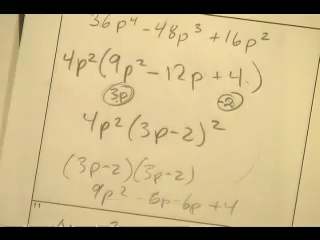 36p⁴ - 48p³ + 16p²
4p²(9p² - 12p + 4)
3p -2
4p²(3p-2)²
(3p-2)(3p-2)
9p² - 6p - 6p + 4
11